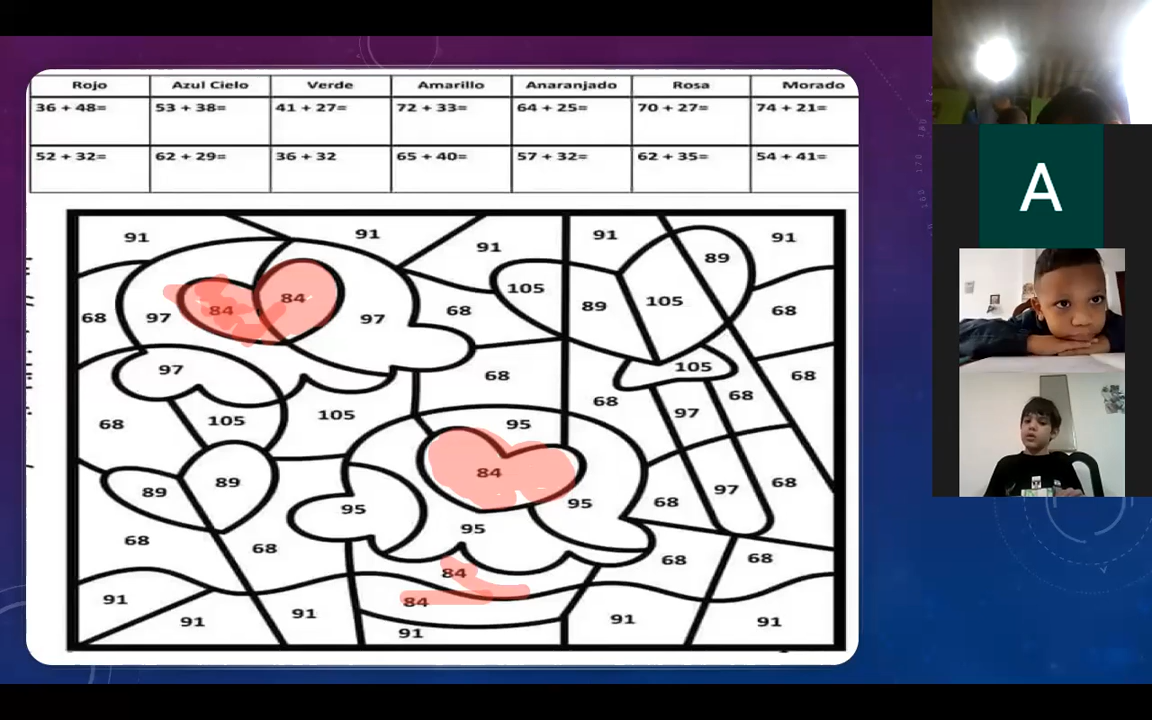 Rojo Azul Cielo Verde Amarillo Anaranjado Rosa Morado
36 + 48= 53 + 38= 41 + 27= 72 + 33= 64 + 25= 70 + 27= 74 + 21=
52 + 32= 62 + 29= 36 + 32 65 + 40= 57 + 32= 62 + 35= 54 + 41=
91 91 91 91 89 91
68 97 84 84 97 68 105 89 105 68
97 68 105 68
68 105 105 95 68 97 68
89 89 84 95 68 97 68
95 95
68 68 84 68 68
91 84
91 91 91 91 91
A